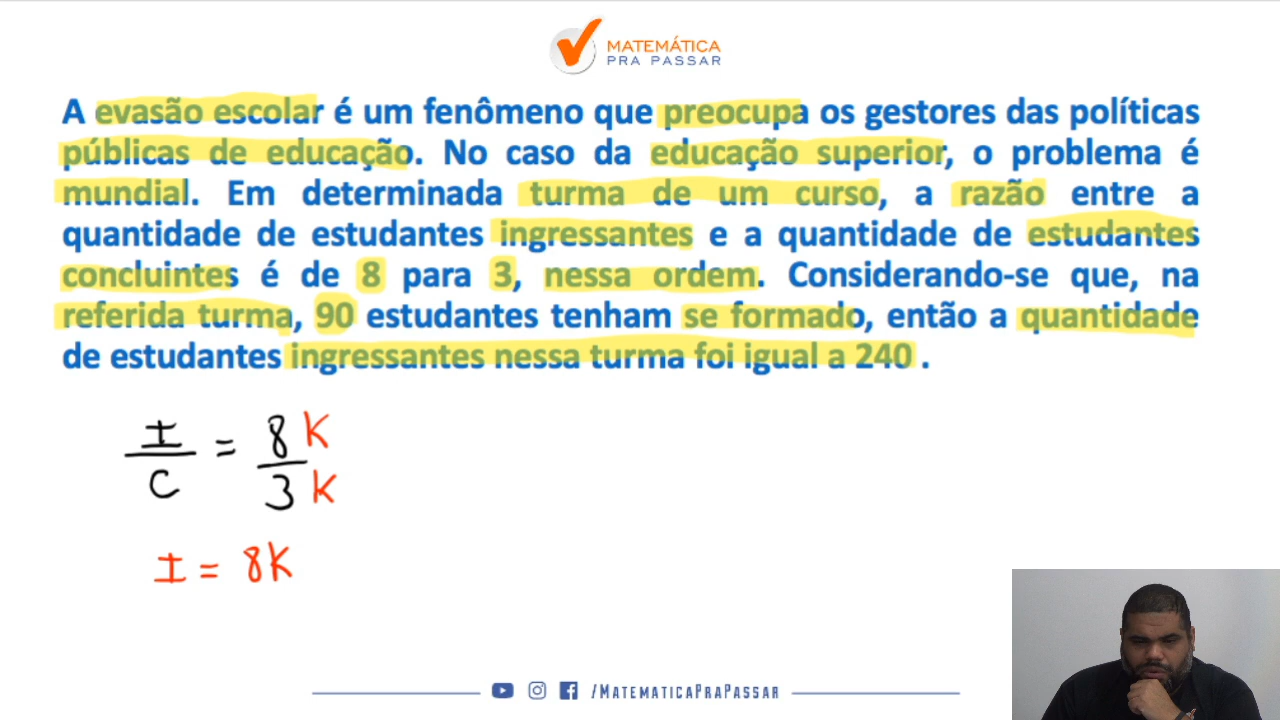 MATEMÁTICA
PRA PASSAR
A evasão escolar é um fenômeno que preocupa os gestores das políticas
públicas de educação. No caso da educação superior, o problema é
mundial. Em determinada turma de um curso, a razão entre a
quantidade de estudantes ingressantes e a quantidade de estudantes
concluintes é de 8 para 3, nessa ordem. Considerando-se que, na
referida turma, 90 estudantes tenham se formado, então a quantidade
de estudantes ingressantes nessa turma foi igual a 240 .
I/C = 8K/3K
I = 8K
/MATEMATICAPRAPASSAR